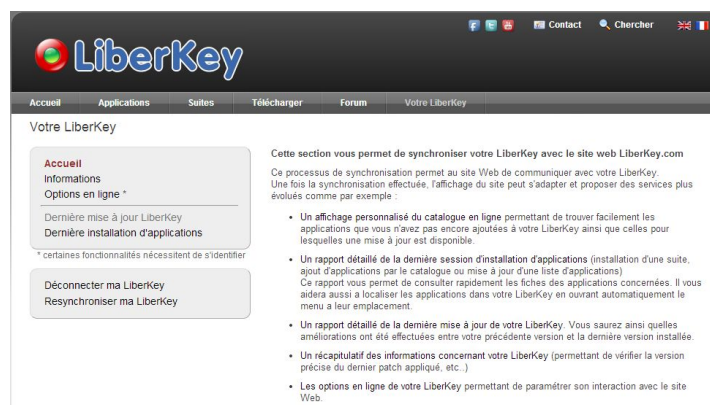 Contact Chercher
LiberKey
Accueil Applications Suites Télécharger Forum Votre LiberKey
Votre LiberKey
Accueil
Informations
Options en ligne *
Dernière mise à jour LiberKey
Dernière installation d'applications
* certaines fonctionnalités nécessitent de s'identifier
Déconnecter ma LiberKey
Resynchroniser ma LiberKey
Cette section vous permet de synchroniser votre LiberKey avec le site web LiberKey.com
Ce processus de synchronisation permet au site Web de communiquer avec votre LiberKey.
Une fois la synchronisation effectuée, l'affichage du site peut s'adapter et proposer des services plus
évolués comme par exemple :
• Un affichage personnalisé du catalogue en ligne permettant de trouver facilement les
applications que vous n'avez pas encore ajoutées à votre LiberKey ainsi que celles pour
lesquelles une mise à jour est disponible.
• Un rapport détaillé de la dernière session d'installation d'applications (installation d'une suite,
ajout d'applications par le catalogue ou mise à jour d'une liste d'applications)
Ce rapport vous permet de consulter rapidement les fiches des applications concernées. Il vous
aidera aussi a localiser les applications dans votre LiberKey en ouvrant automatiquement le
menu a leur emplacement.
• Un rapport détaillé de la dernière mise à jour de votre LiberKey. Vous saurez ainsi quelles
améliorations ont été effectuées entre votre précédente version et la dernière version installée.
• Un récapitulatif des informations concernant votre LiberKey (permettant de vérifier la version
précise du dernier patch appliqué, etc..)
• Les options en ligne de votre LiberKey permettant de paramétrer son interaction avec le site
Web.